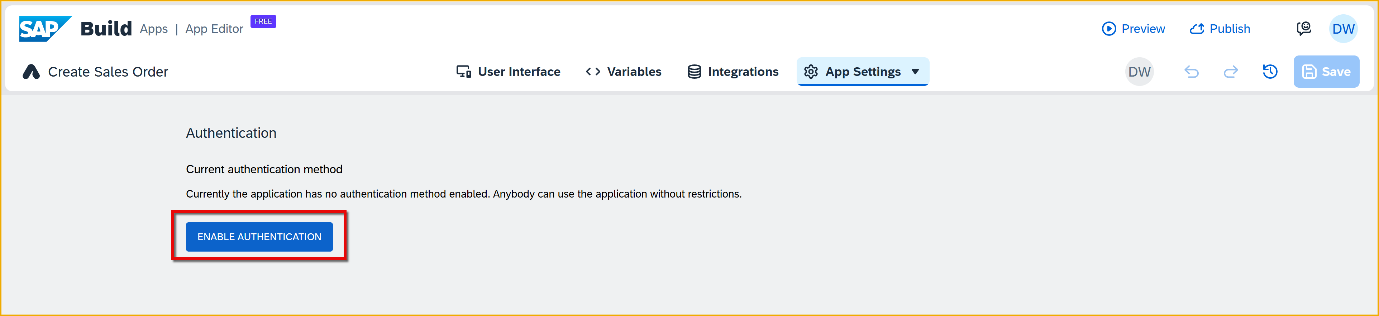 SAP Build Apps | App Editor FREE Preview Publish DW
Create Sales Order User Interface Variables Integrations App Settings DW Save
Authentication
Current authentication method
Currently the application has no authentication method enabled. Anybody can use the application without restrictions.
ENABLE AUTHENTICATION